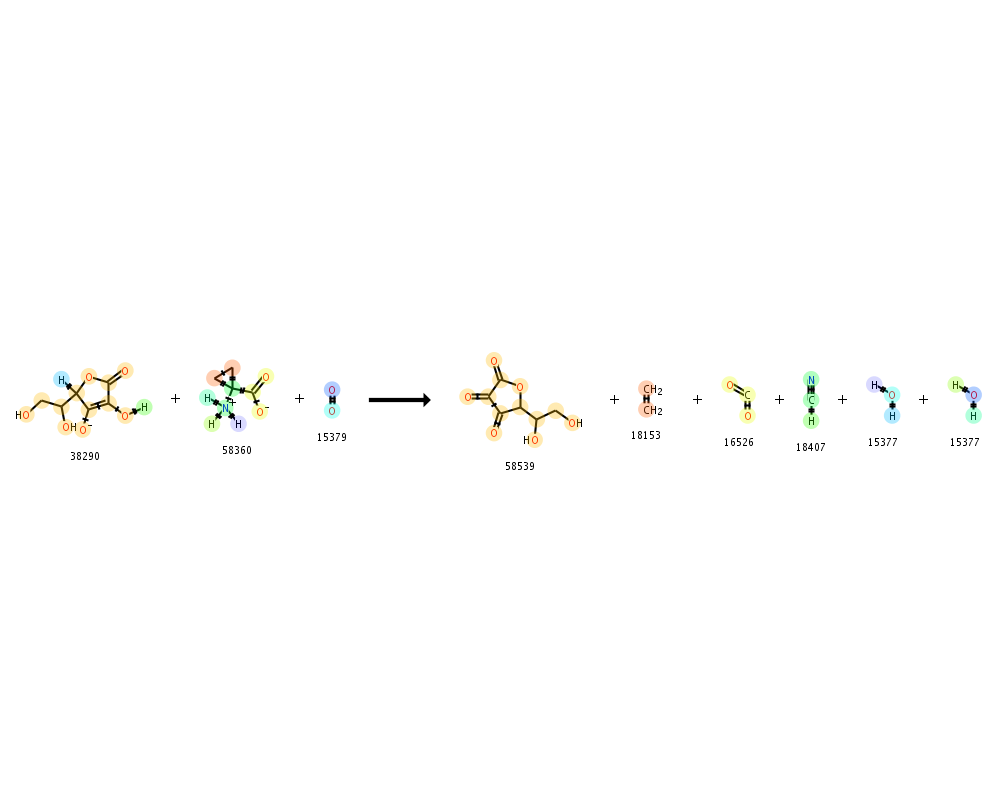 H O O O H HO OH O⁻ 38290
+
H N⁺ H H O O⁻ 58360
+
O O 15379
O O O O HO OH 58539
+
CH₂ CH₂ 18153
+
O C O 16526
+
N C H 18407
+
H O H 15377
+
H O H 15377